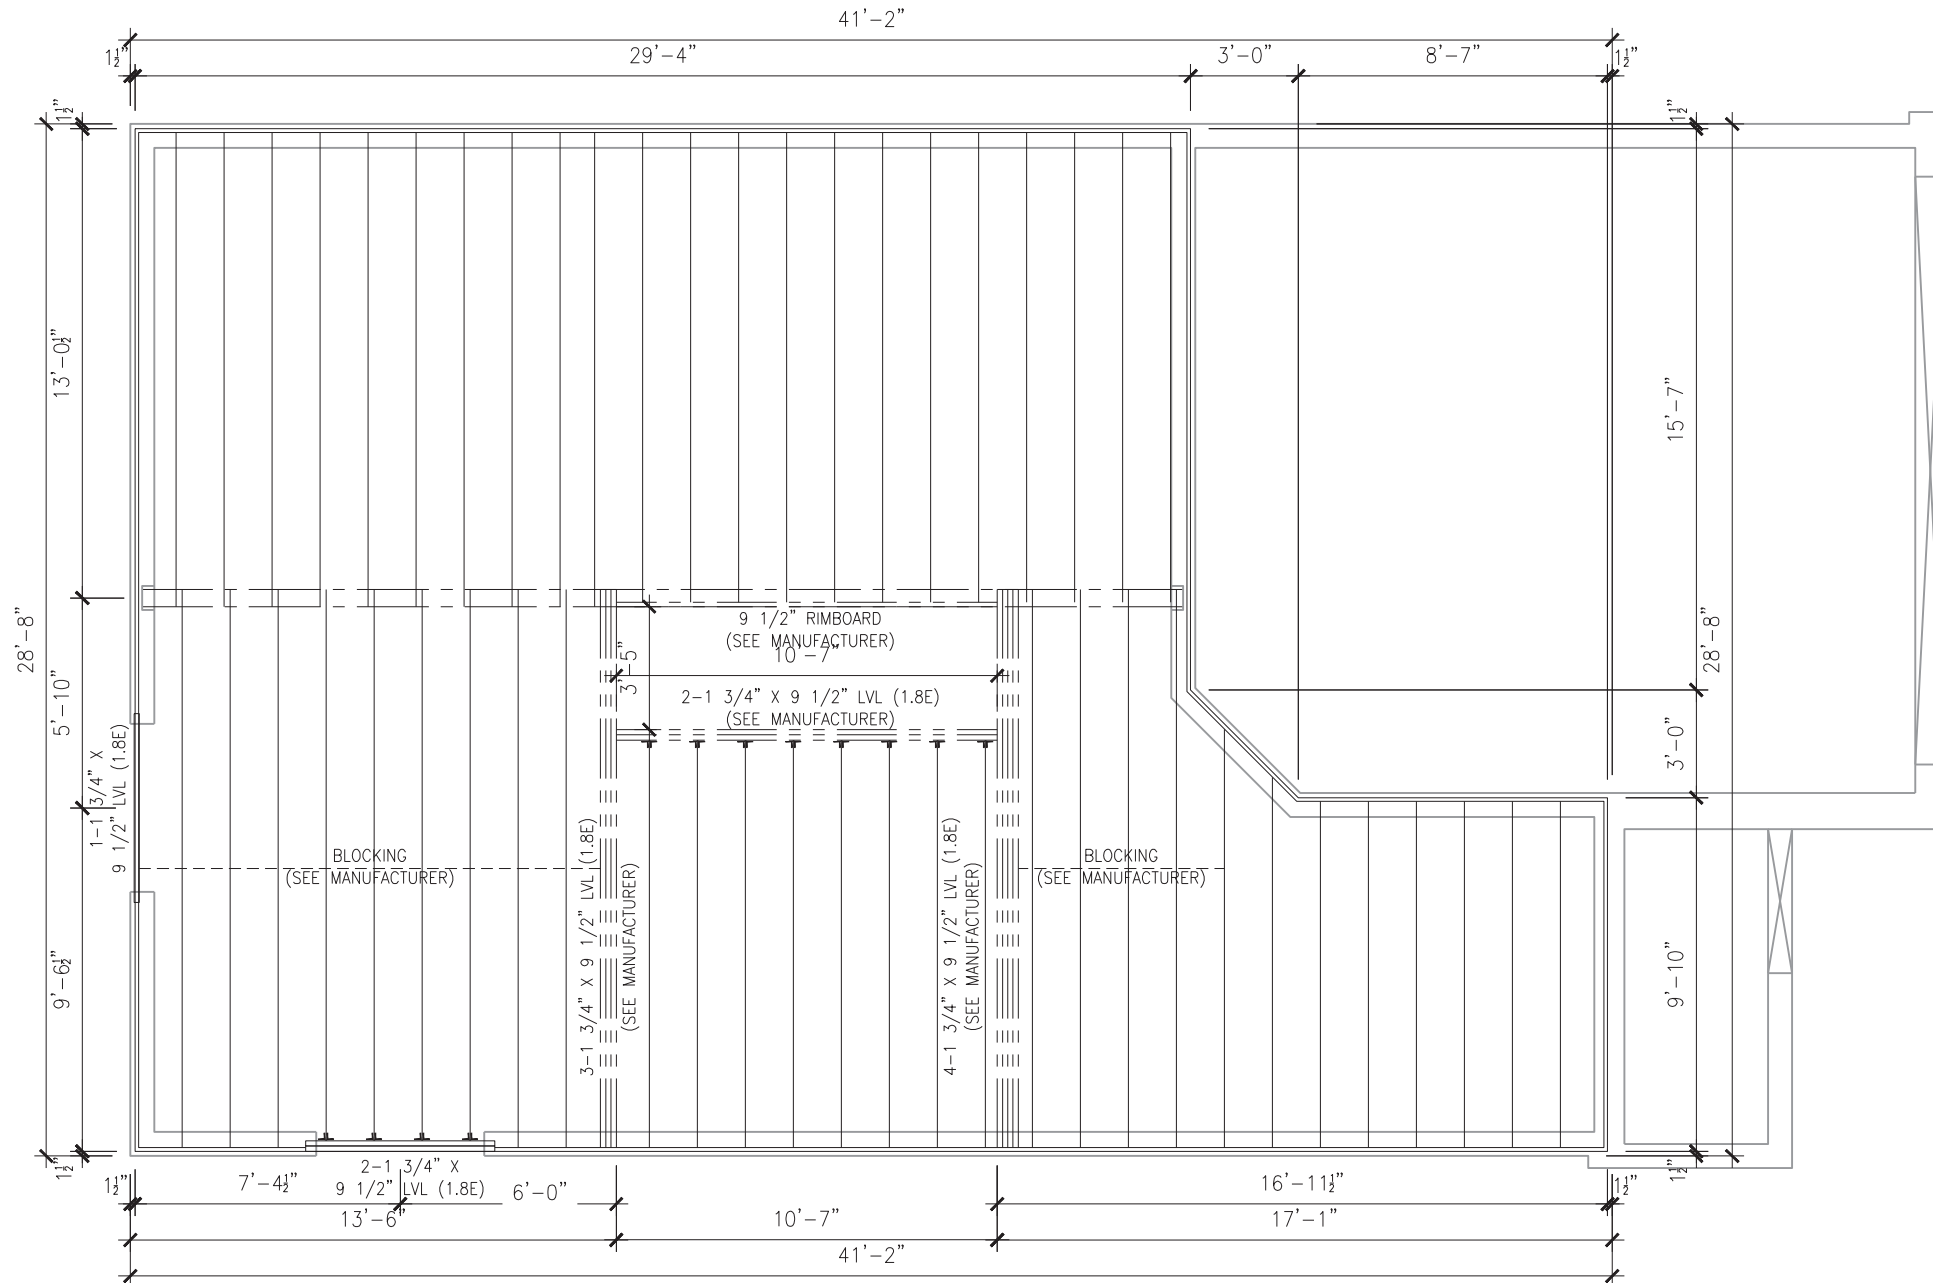 41'-2"
1½"
29'-4"
3'-0"
8'-7"
1½"
1½"
1½"
13'-0½"
15'-7"
28'-8"
28'-8"
9 1/2" RIMBOARD
(SEE MANUFACTURER)
10'-7"
3'-5"
2-1 3/4" X 9 1/2" LVL (1.8E)
(SEE MANUFACTURER)
5'-10"
3'-0"
1-1 3/4" X
9 1/2" LVL (1.8E)
BLOCKING
(SEE MANUFACTURER)
3-1 3/4" X 9 1/2" LVL (1.8E)
(SEE MANUFACTURER)
4-1 3/4" X 9 1/2" LVL (1.8E)
(SEE MANUFACTURER)
BLOCKING
(SEE MANUFACTURER)
9'-6½"
9'-10"
1½"
1½"
1½"
7'-4½"
2-1 3/4" X
9 1/2" LVL (1.8E)
6'-0"
16'-11½"
1½"
13'-6"
10'-7"
17'-1"
41'-2"